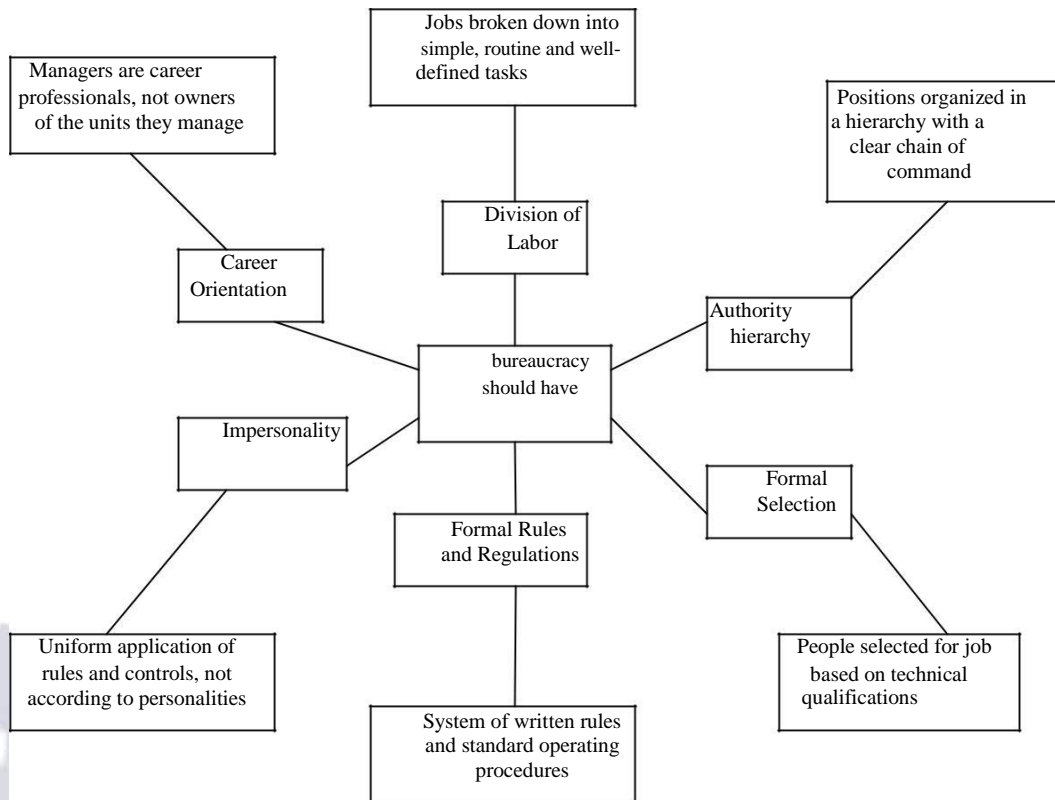 Jobs broken down into
simple, routine and well-
defined tasks
Managers are career
professionals, not owners
of the units they manage
Positions organized in
a hierarchy with a
clear chain of
command
Division of
Labor
Career
Orientation
Authority
hierarchy
bureaucracy
should have
Impersonality
Formal
Selection
Formal Rules
and Regulations
Uniform application of
rules and controls, not
according to personalities
People selected for job
based on technical
qualifications
System of written rules
and standard operating
procedures